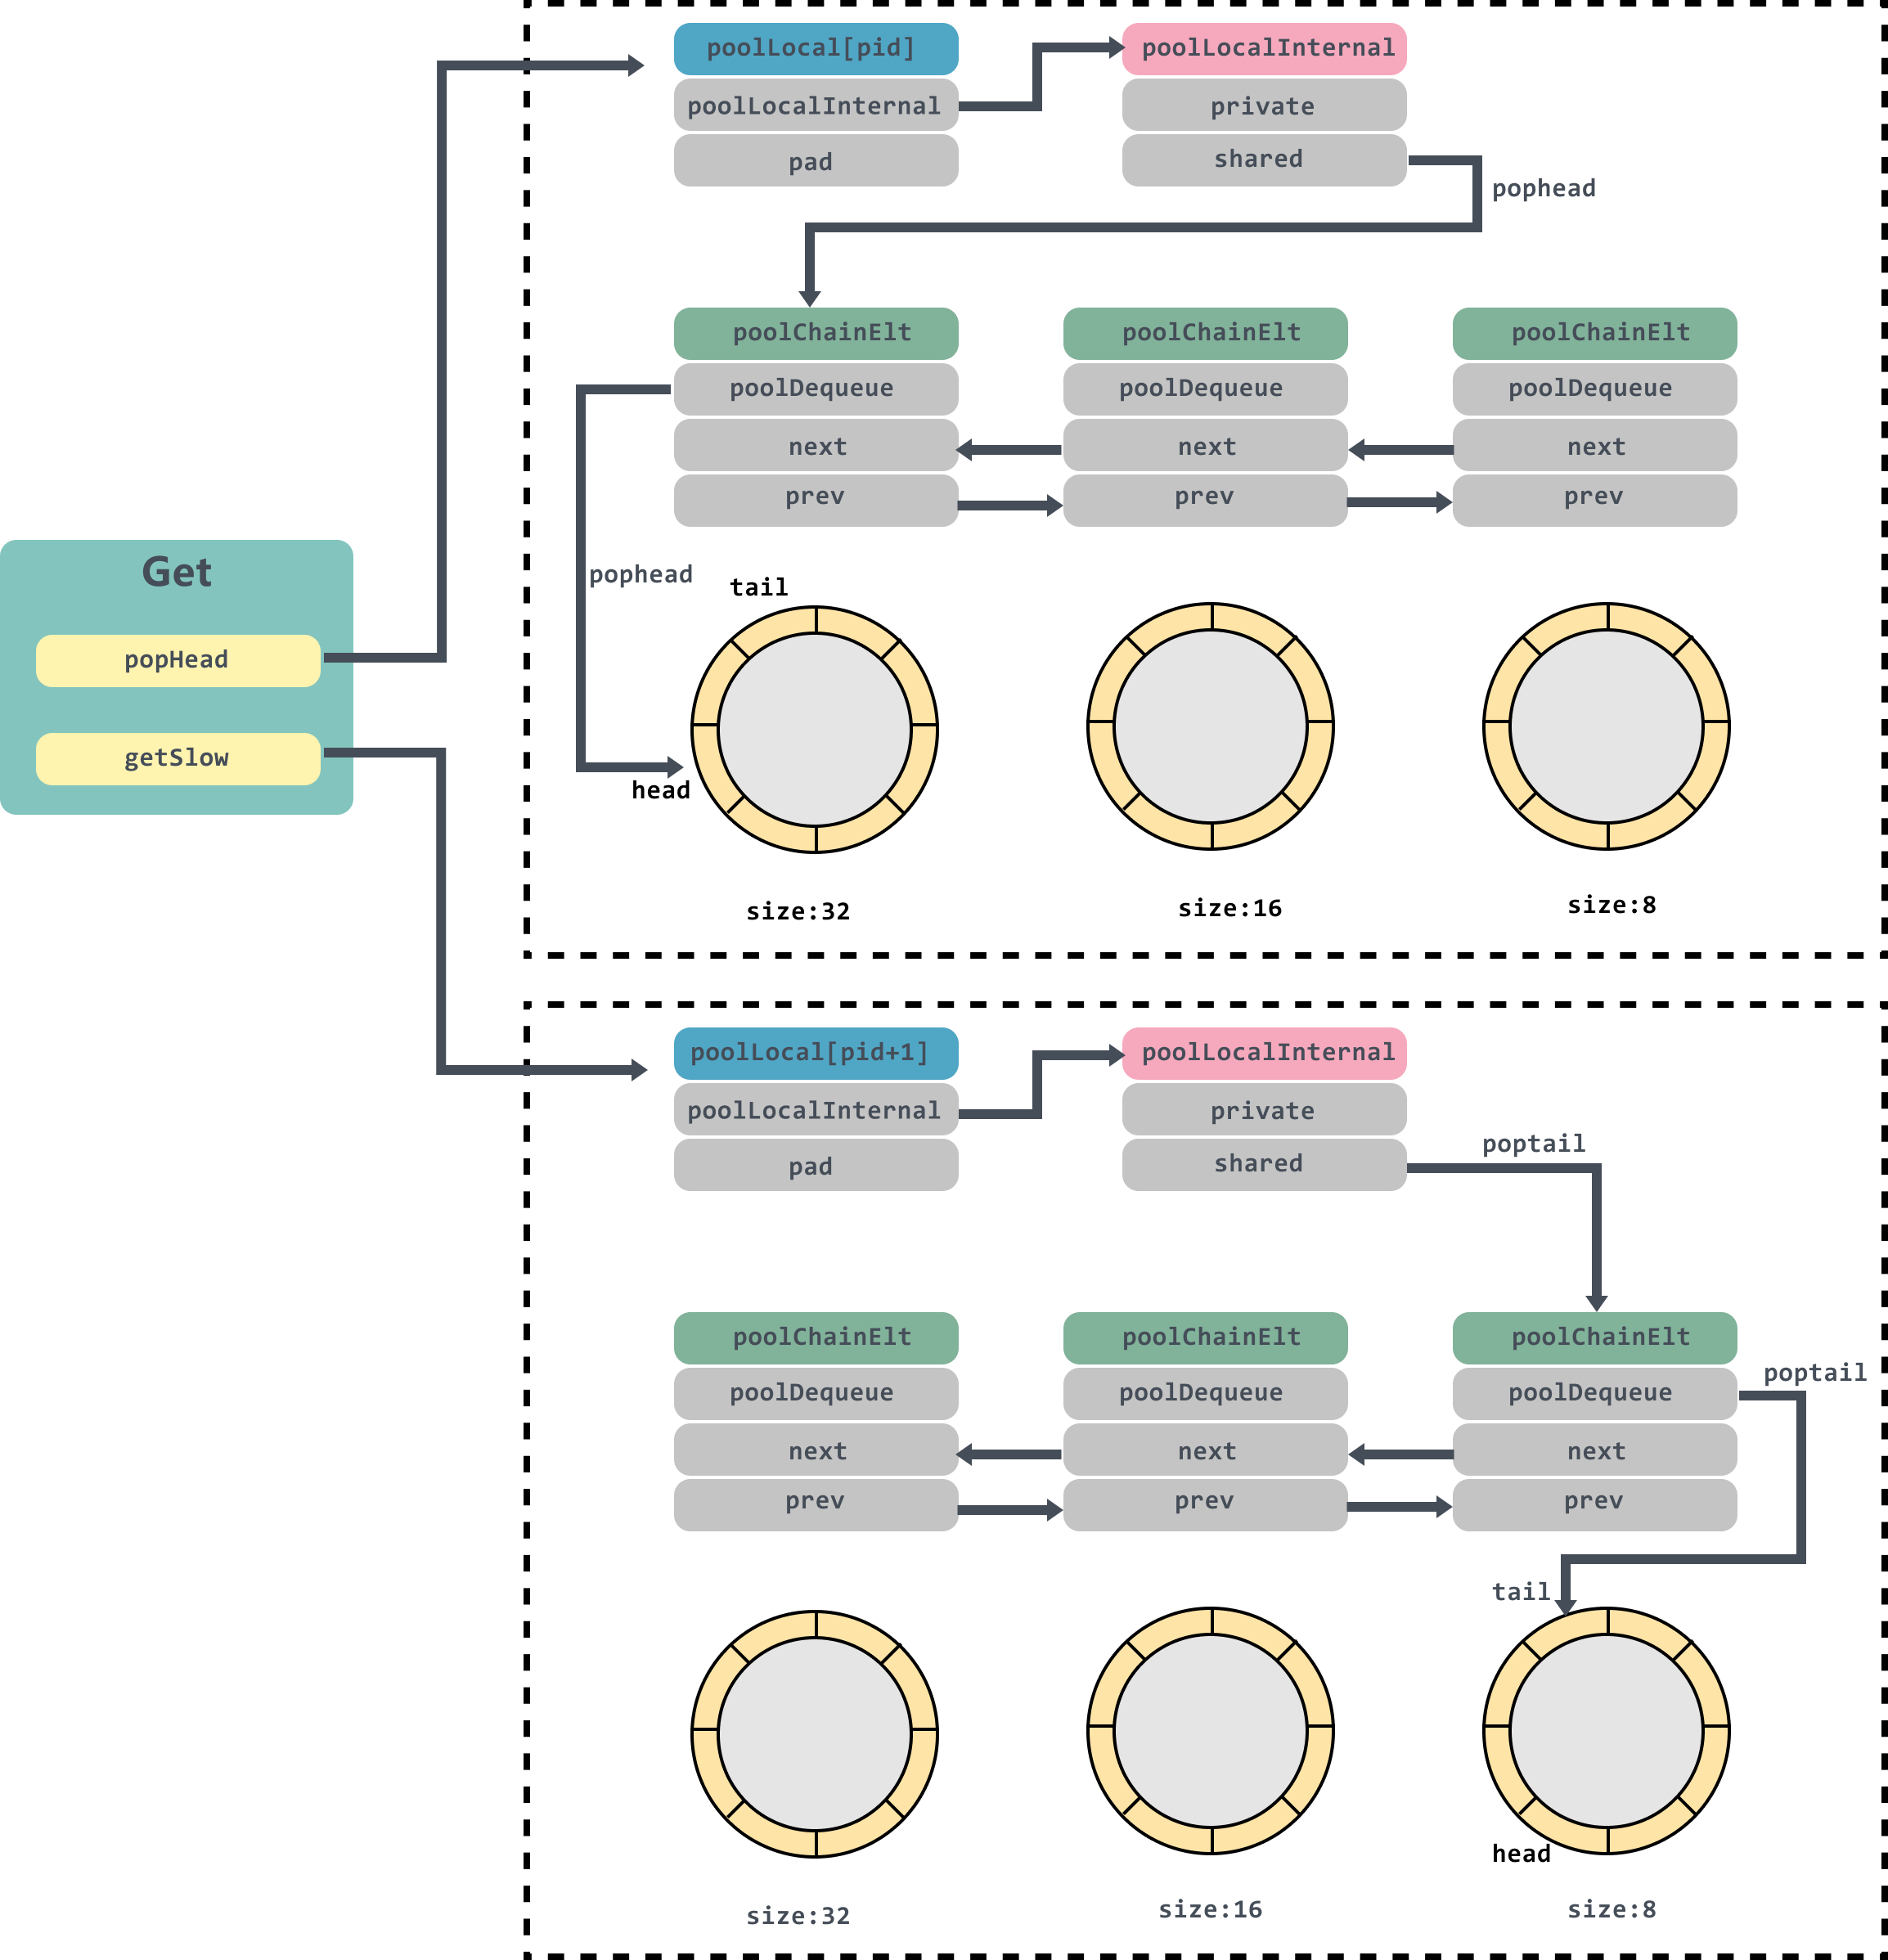 Get
popHead
getSlow
poolLocal[pid]
poolLocalInternal
pad
poolLocalInternal
private
shared
pophead
poolChainElt
poolDequeue
next
prev
poolChainElt
poolDequeue
next
prev
poolChainElt
poolDequeue
next
prev
pophead
tail
head
size:32
size:16
size:8
poolLocal[pid+1]
poolLocalInternal
pad
poolLocalInternal
private
shared
poptail
poolChainElt
poolDequeue
next
prev
poolChainElt
poolDequeue
next
prev
poolChainElt
poolDequeue
next
prev
poptail
tail
head
size:32
size:16
size:8